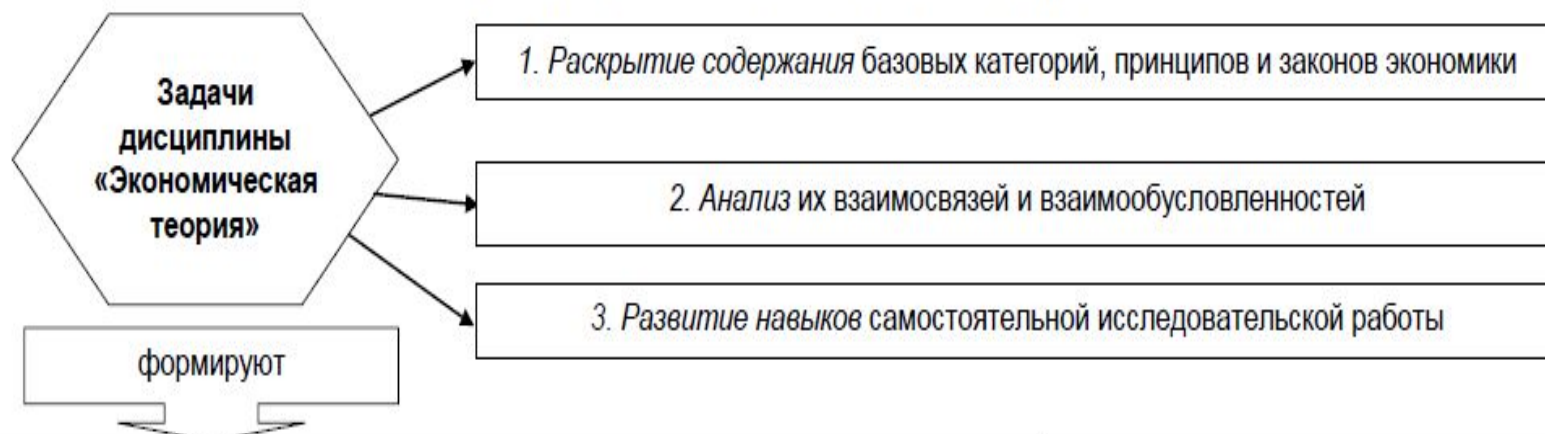 Задачи
дисциплины
«Экономическая
теория»
1. Раскрытие содержания базовых категорий, принципов и законов экономики
2. Анализ их взаимосвязей и взаимообусловленностей
3. Развитие навыков самостоятельной исследовательской работы
формируют